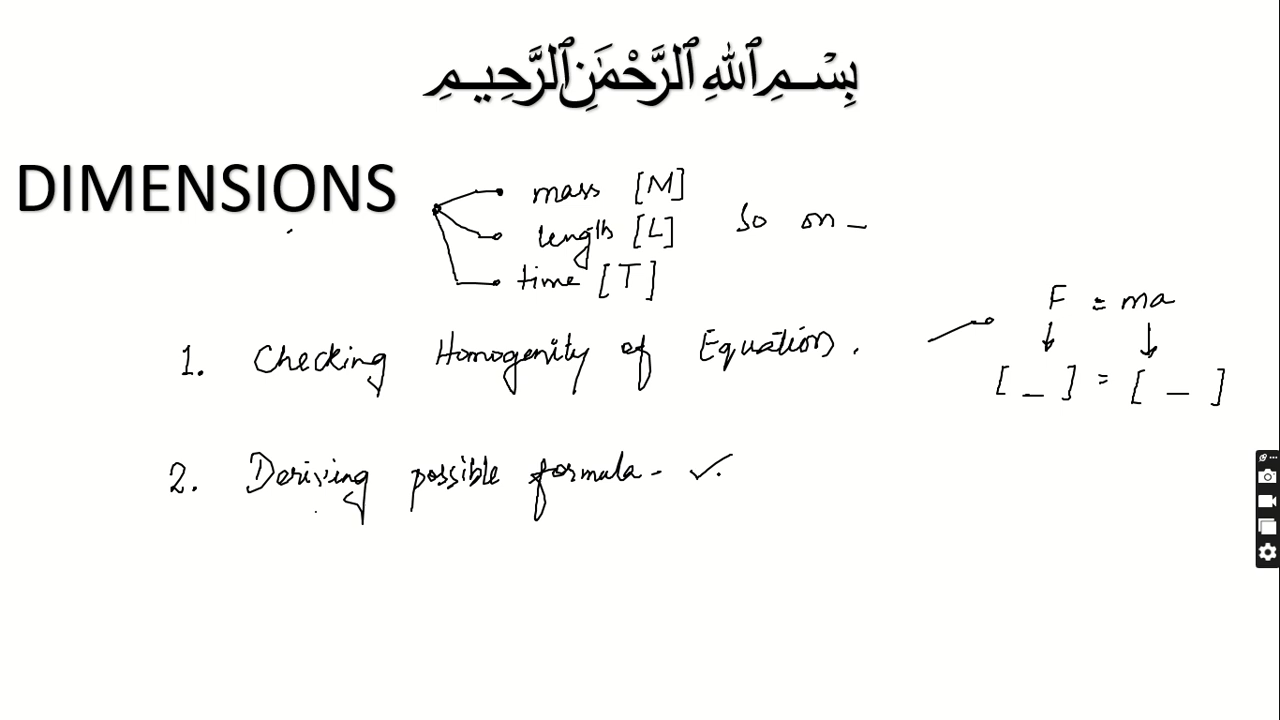 بِسْمِ ٱللَّهِ ٱلرَّحْمَٰنِ ٱلرَّحِيمِ
DIMENSIONS
mass [M]
length [L] So on _
time [T]
F = ma
1. Checking Homogenity of Equation.
[ _ ] = [ _ ]
2. Deriving possible formula - ✓.